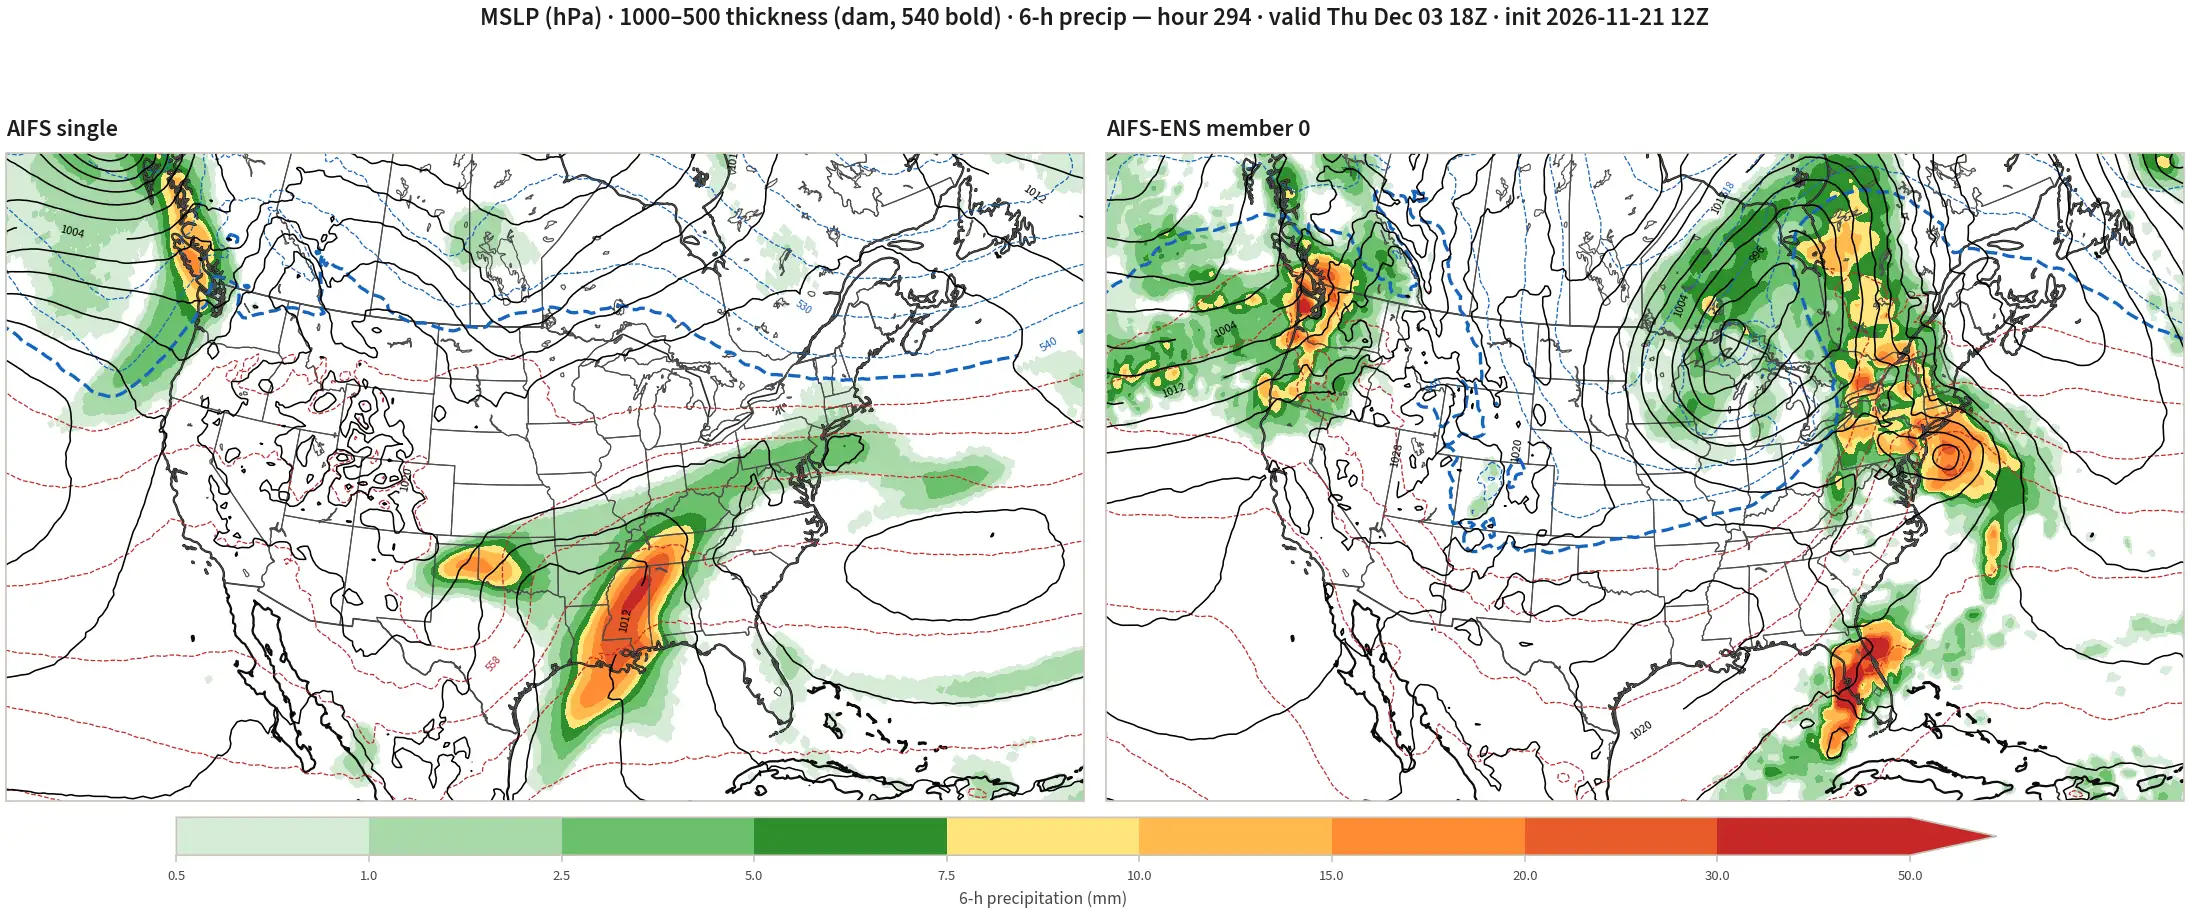 MSLP (hPa) · 1000–500 thickness (dam, 540 bold) · 6-h precip — hour 294 · valid Thu Dec 03 18Z · init 2026-11-21 12Z
AIFS single
AIFS-ENS member 0
1012
1004
530
540
1020
1012
558
1004
996
1004
1012
1028
1020
1020
0.5 1.0 2.5 5.0 7.5 10.0 15.0 20.0 30.0 50.0
6-h precipitation (mm)